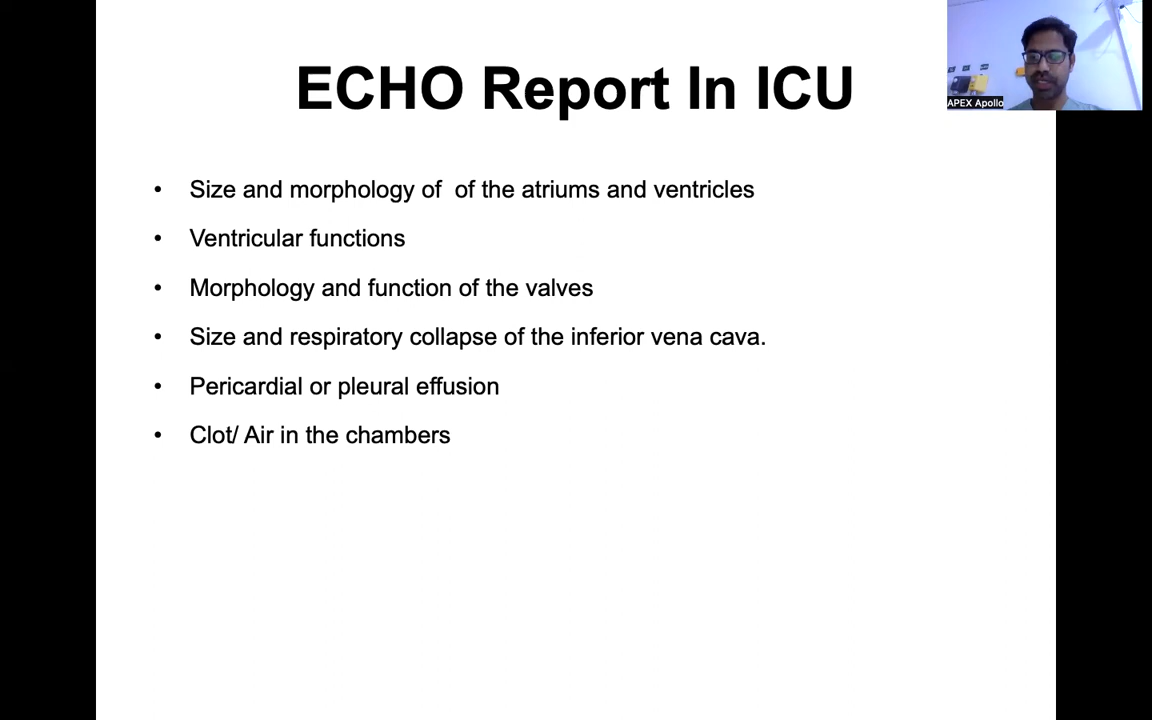 ECHO Report In ICU
APEX Apollo
• Size and morphology of  of the atriums and ventricles
• Ventricular functions
• Morphology and function of the valves
• Size and respiratory collapse of the inferior vena cava.
• Pericardial or pleural effusion
• Clot/ Air in the chambers